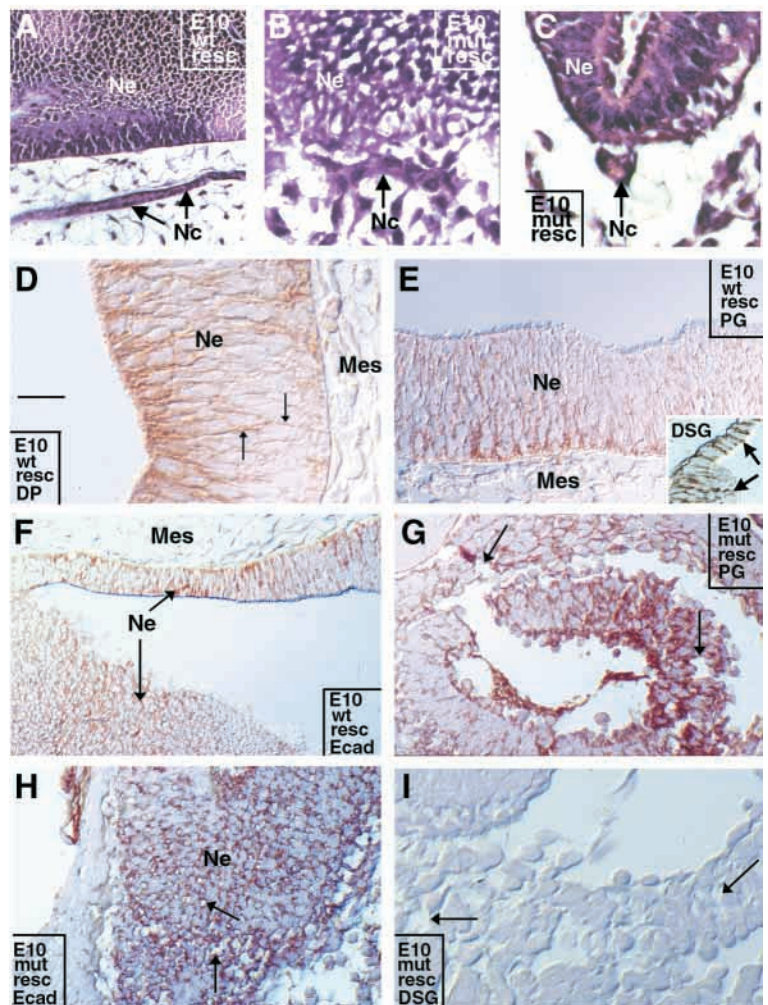 A
E10
wt
resc
Ne
Nc
B
E10
mut
resc
Ne
Nc
C
Ne
E10
mut
resc
Nc
D
Ne
Mes
E10
wt
resc
DP
E
E10
wt
resc
PG
Ne
Mes
DSG
F
Mes
Ne
E10
wt
resc
Ecad
G
E10
mut
resc
PG
H
Ne
E10
mut
resc
Ecad
I
E10
mut
resc
DSG